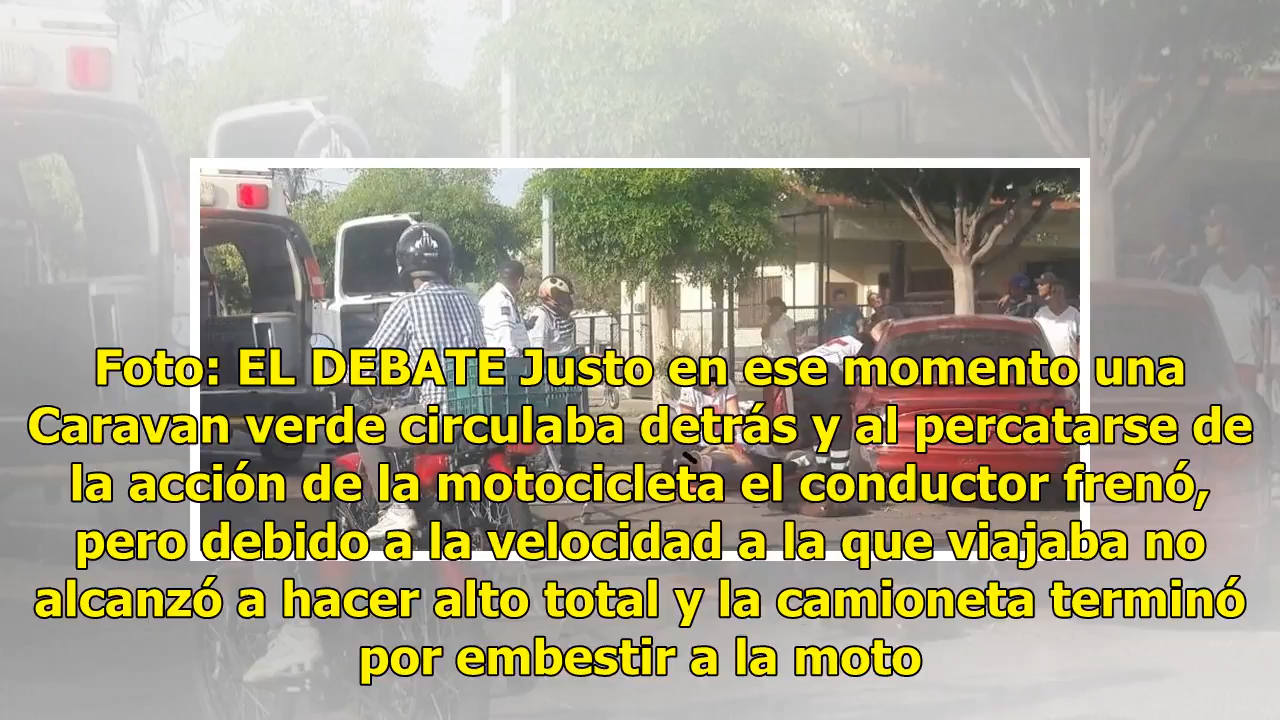 Foto: EL DEBATE Justo en ese momento una
Caravan verde circulaba detrás y al percatarse de
la acción de la motocicleta el conductor frenó,
pero debido a la velocidad a la que viajaba no
alcanzó a hacer alto total y la camioneta terminó
por embestir a la moto